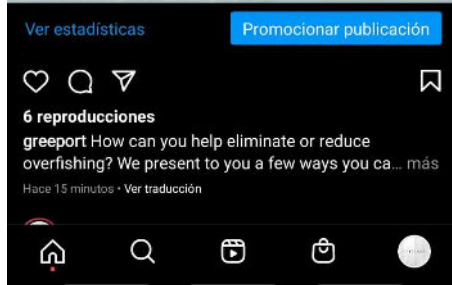 Ver estadísticas
Promocionar publicación
6 reproducciones
greeport How can you help eliminate or reduce
overfishing? We present to you a few ways you ca... más
Hace 15 minutos • Ver traducción